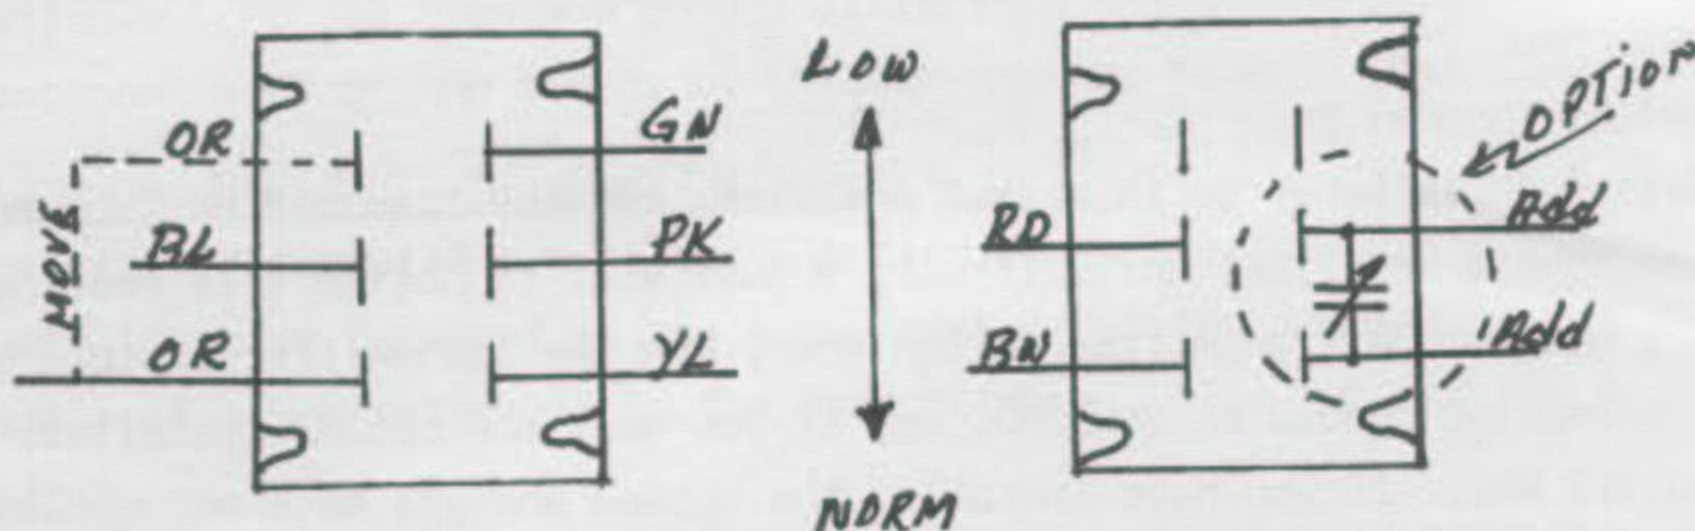 LOW
OPTION
OR
GN
MOVE
BL
PK
RD
Add
OR
YL
BN
Add
NORM